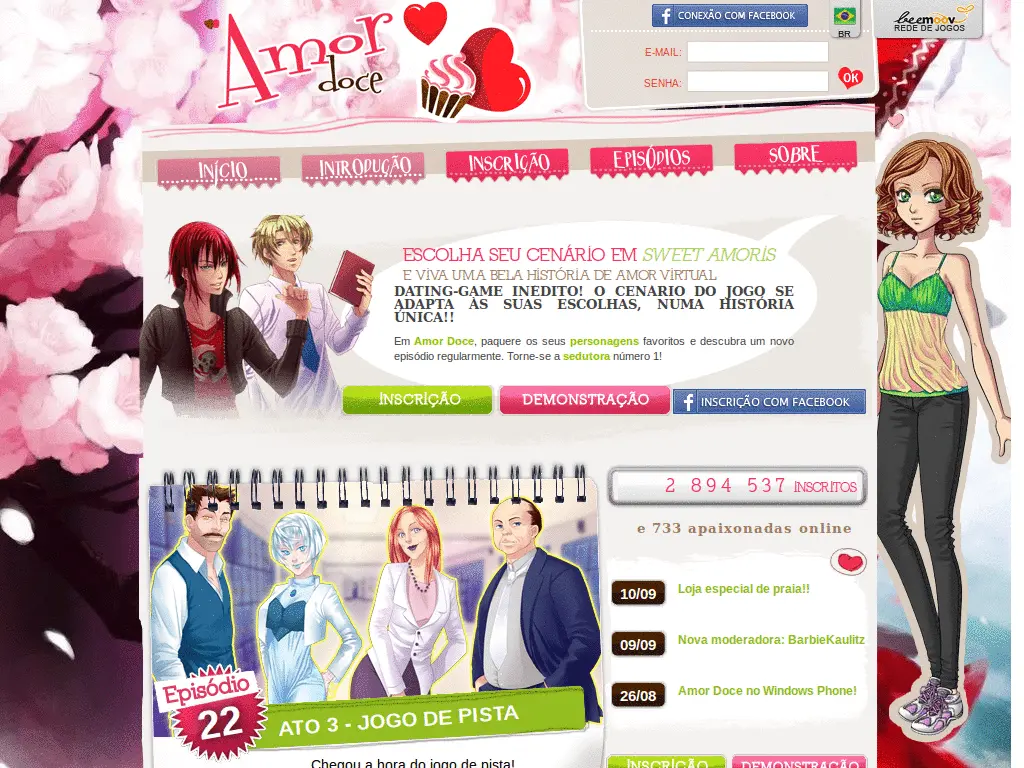 Amor
doce
CONEXÃO COM FACEBOOK
BR
beemoov
REDE DE JOGOS
E-MAIL:
SENHA:
OK
INÍCIO
INTRODUÇÃO
INSCRIÇÃO
EPISÓDIOS
SOBRE
ESCOLHA SEU CENÁRIO EM SWEET AMORIS
E VIVA UMA BELA HISTÓRIA DE AMOR VIRTUAL
DATING-GAME INEDITO! O CENARIO DO JOGO SE
ADAPTA ÀS SUAS ESCOLHAS, NUMA HISTÓRIA
ÚNICA!!
Em Amor Doce, paquere os seus personagens favoritos e descubra um novo
episódio regularmente. Torne-se a sedutora número 1!
INSCRIÇÃO
DEMONSTRAÇÃO
INSCRIÇÃO COM FACEBOOK
2 894 537 INSCRITOS
e 733 apaixonadas online
10/09 Loja especial de praia!!
09/09 Nova moderadora: BarbieKaulitz
26/08 Amor Doce no Windows Phone!
Episódio
22
ATO 3 - JOGO DE PISTA
Chegou a hora do jogo de pista!
INSCRIÇÃO
DEMONSTRAÇÃO